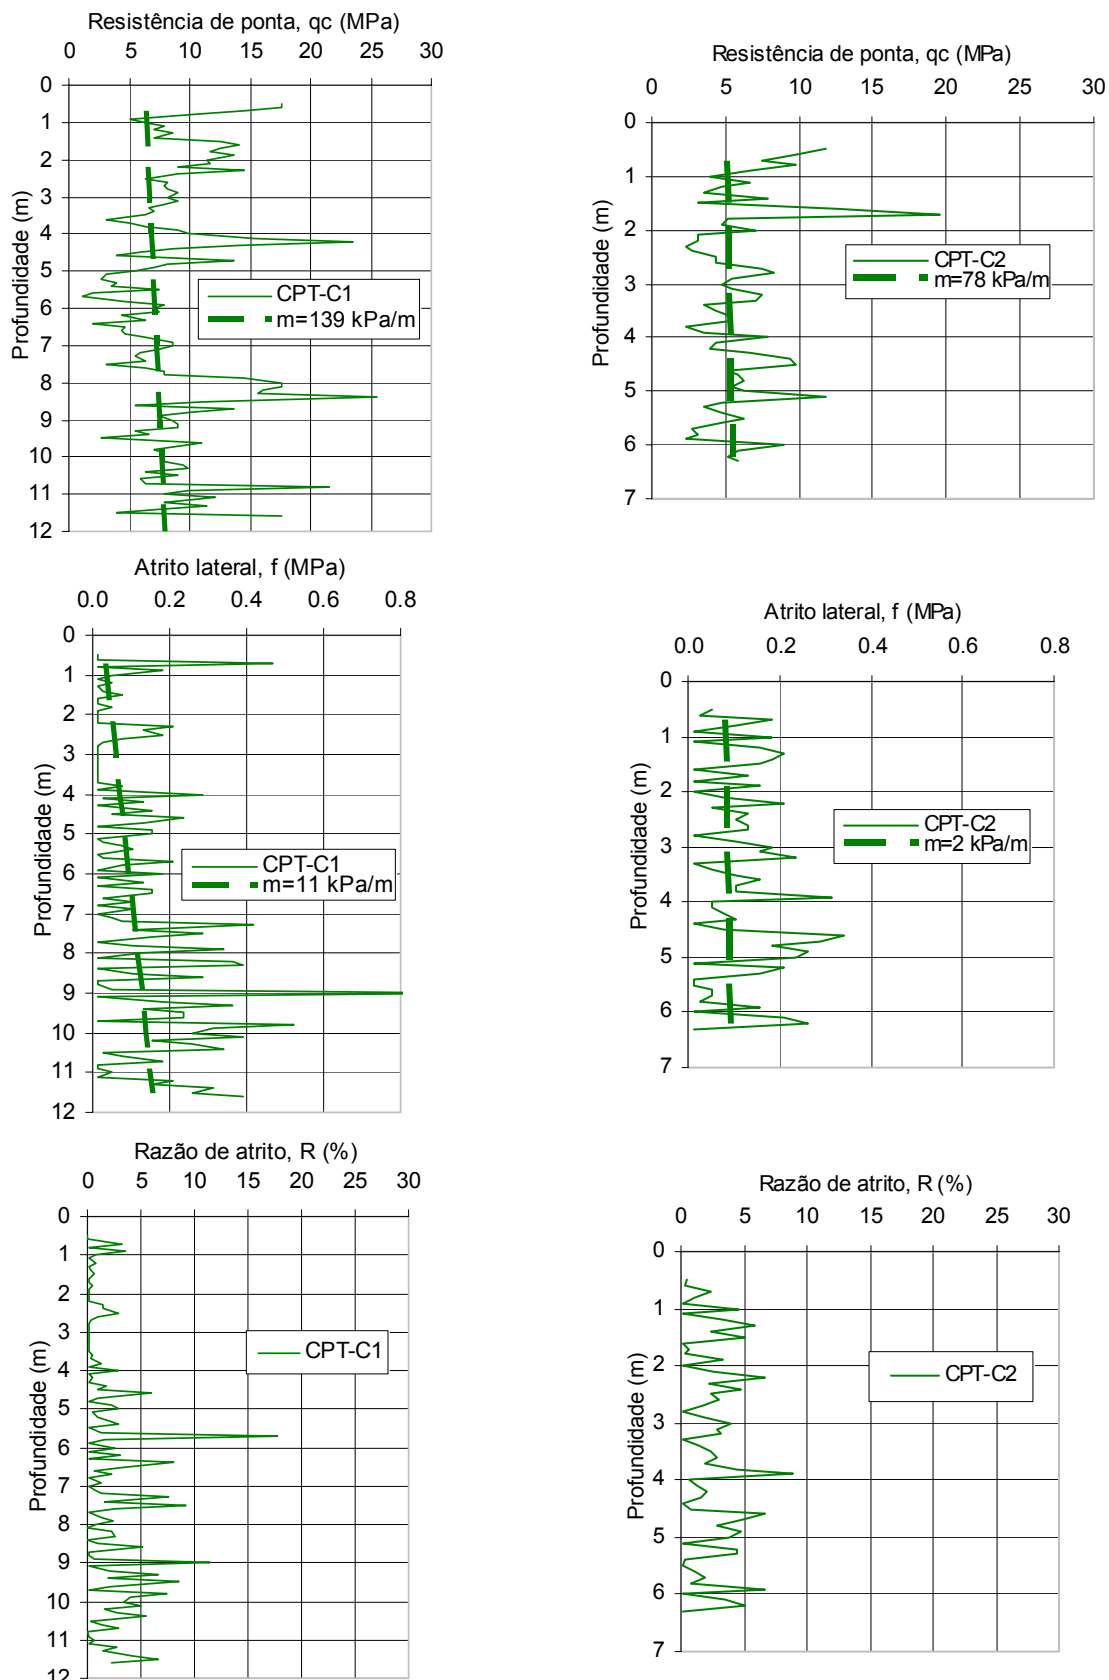 Resistência de ponta, qc (MPa)
0 5 10 15 20 25 30
0
1
2
3
4
5
6
7
8
9
10
11
12
Profundidade (m)
CPT-C1
m=139 kPa/m
Resistência de ponta, qc (MPa)
0 5 10 15 20 25 30
0
1
2
3
4
5
6
7
Profundidade (m)
CPT-C2
m=78 kPa/m
Atrito lateral, f (MPa)
0.0 0.2 0.4 0.6 0.8
0
1
2
3
4
5
6
7
8
9
10
11
12
Profundidade (m)
CPT-C1
m=11 kPa/m
Atrito lateral, f (MPa)
0.0 0.2 0.4 0.6 0.8
0
1
2
3
4
5
6
7
Profundidade (m)
CPT-C2
m=2 kPa/m
Razão de atrito, R (%)
0 5 10 15 20 25 30
0
1
2
3
4
5
6
7
8
9
10
11
12
Profundidade (m)
CPT-C1
Razão de atrito, R (%)
0 5 10 15 20 25 30
0
1
2
3
4
5
6
7
Profundidade (m)
CPT-C2